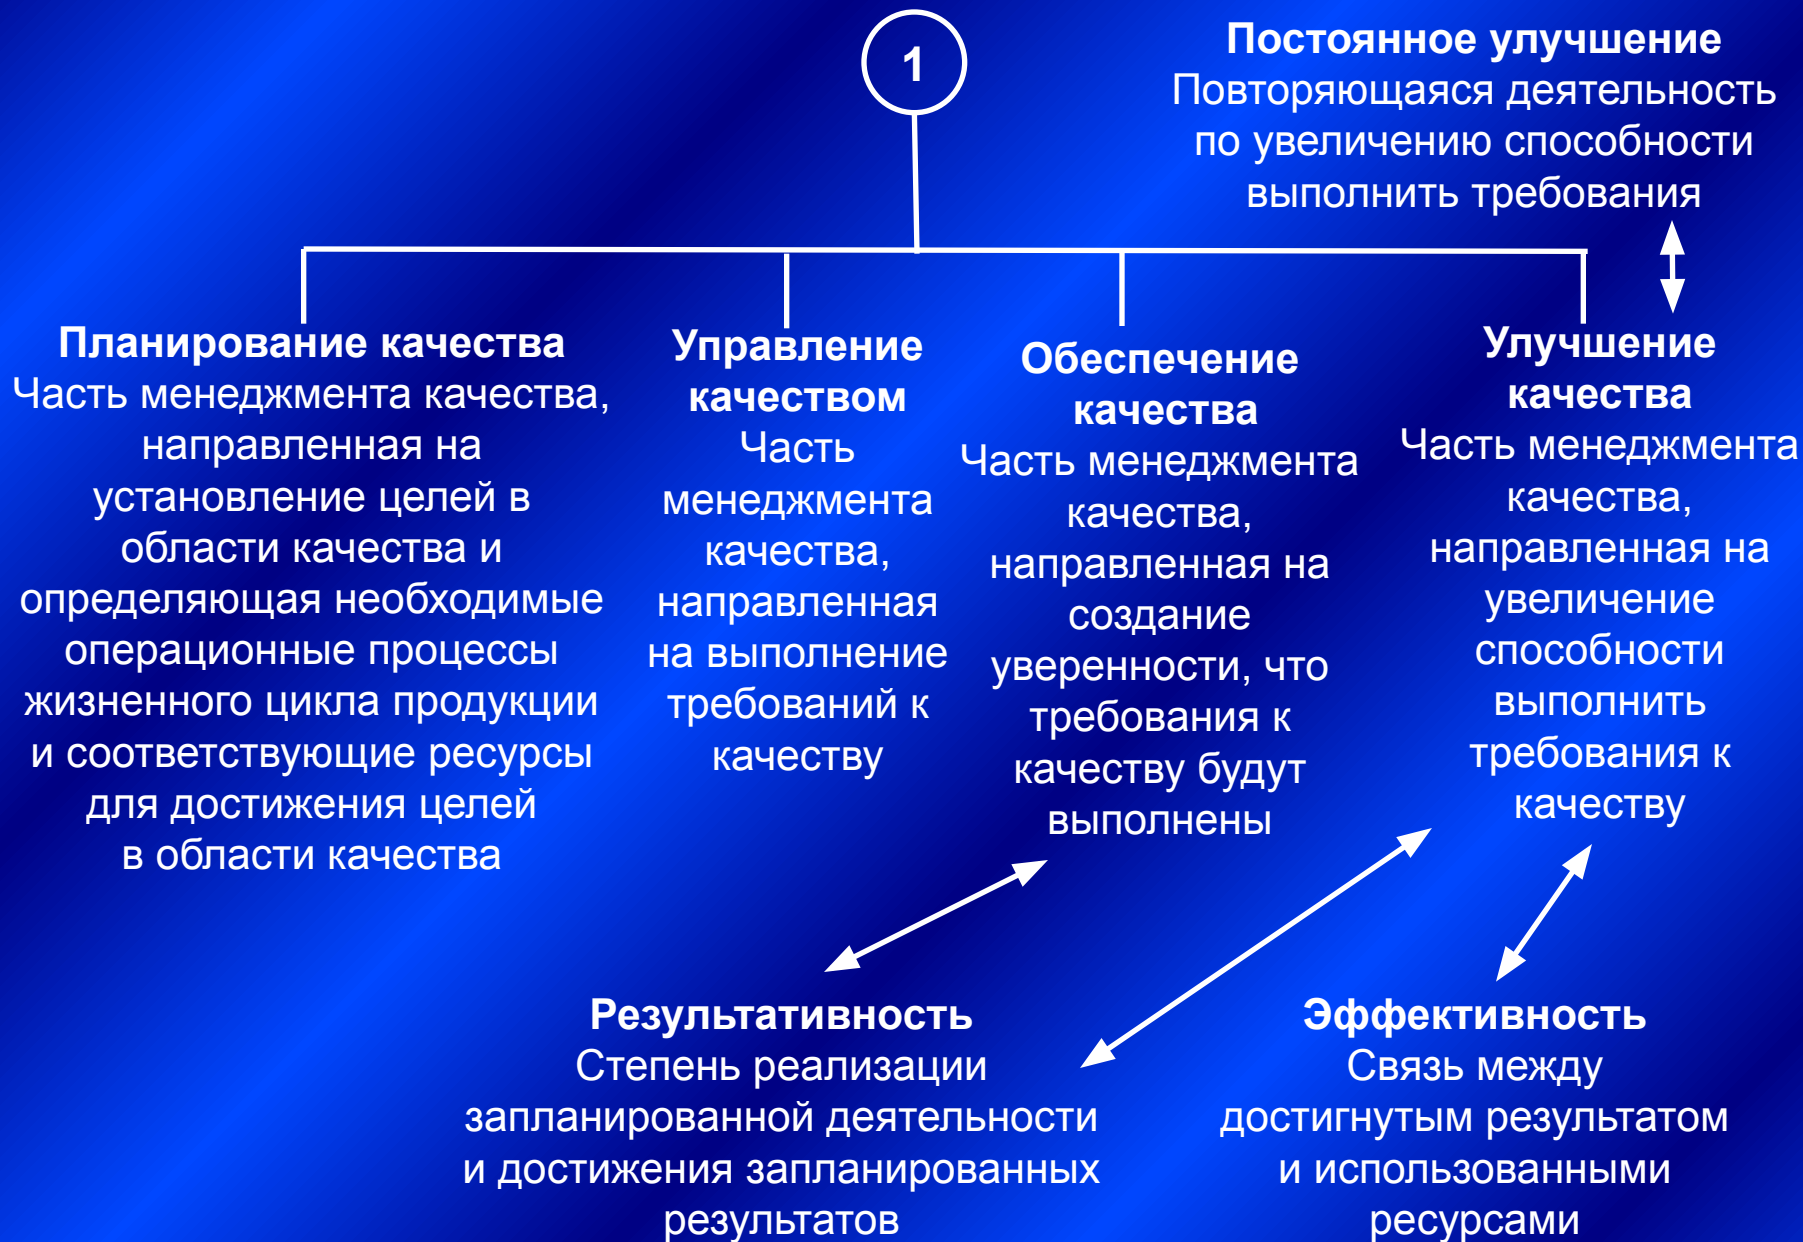 1
Постоянное улучшение
Повторяющаяся деятельность
по увеличению способности
выполнить требования
Планирование качества
Часть менеджмента качества,
направленная на
установление целей в
области качества и
определяющая необходимые
операционные процессы
жизненного цикла продукции
и соответствующие ресурсы
для достижения целей
в области качества
Управление
качеством
Часть
менеджмента
качества,
направленная
на выполнение
требований к
качеству
Обеспечение
качества
Часть менеджмента
качества,
направленная на
создание
уверенности, что
требования к
качеству будут
выполнены
Улучшение
качества
Часть менеджмента
качества,
направленная на
увеличение
способности
выполнить
требования к
качеству
Результативность
Степень реализации
запланированной деятельности
и достижения запланированных
результатов
Эффективность
Связь между
достигнутым результатом
и использованными
ресурсами